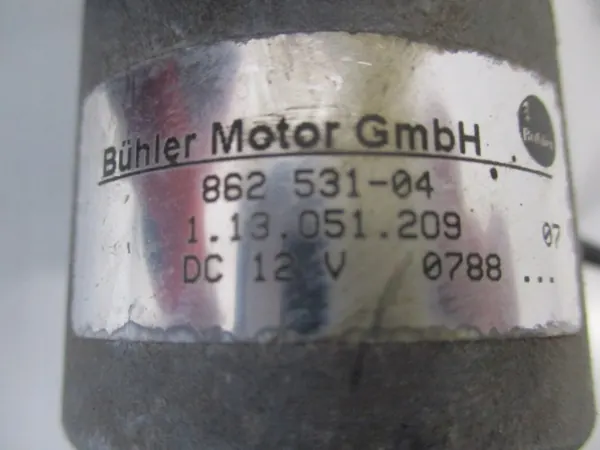 Bühler Motor GmbH
862 531-04
1.13.051.209 07
DC 12 V 0788 ...